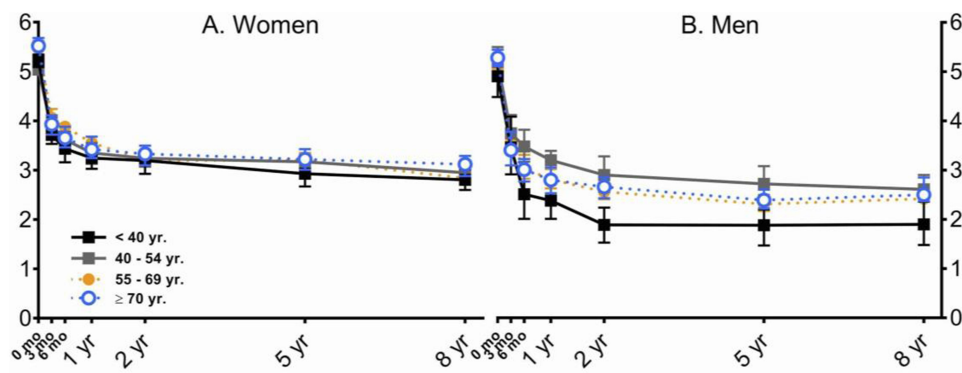 A. Women
B. Men
6
5
4
3
2
1
0
6
5
4
3
2
1
0
< 40 yr.
40 - 54 yr.
55 - 69 yr.
≥ 70 yr.
0 mo
3 mo
6 mo
1 yr
2 yr
5 yr
8 yr
0 mo
3 mo
6 mo
1 yr
2 yr
5 yr
8 yr